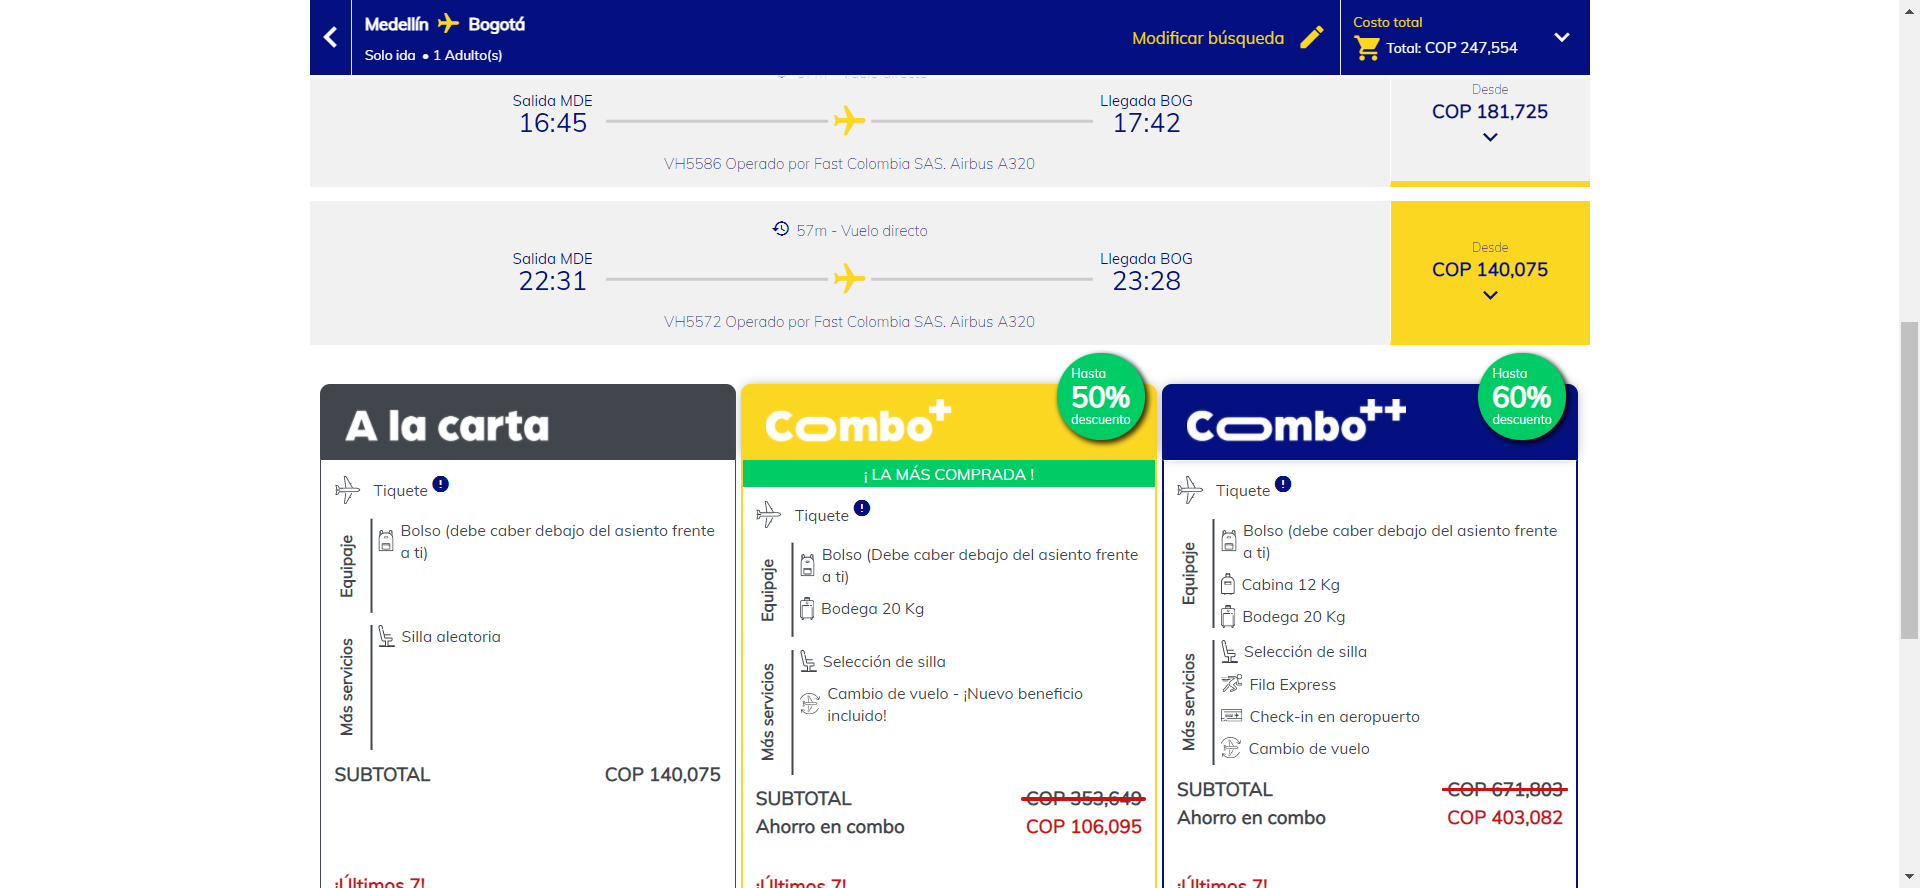 Medellín Bogotá
Solo ida • 1 Adulto(s)
Modificar búsqueda
Costo total
Total: COP 247,554
Salida MDE
16:45
Llegada BOG
17:42
VH5586 Operado por Fast Colombia SAS. Airbus A320
Desde
COP 181,725
57m - Vuelo directo
Salida MDE
22:31
Llegada BOG
23:28
VH5572 Operado por Fast Colombia SAS. Airbus A320
Desde
COP 140,075
A la carta
Tiquete
Equipaje
Bolso (debe caber debajo del asiento frente
a ti)
Más servicios
Silla aleatoria
SUBTOTAL COP 140,075
¡Últimos 7!
Combo+
Hasta
50%
descuento
¡ LA MÁS COMPRADA !
Tiquete
Equipaje
Bolso (Debe caber debajo del asiento frente
a ti)
Bodega 20 Kg
Más servicios
Selección de silla
Cambio de vuelo - ¡Nuevo beneficio
incluido!
SUBTOTAL COP 353,649
Ahorro en combo COP 106,095
¡Últimos 7!
Combo++
Hasta
60%
descuento
Tiquete
Equipaje
Bolso (debe caber debajo del asiento frente
a ti)
Cabina 12 Kg
Bodega 20 Kg
Más servicios
Selección de silla
Fila Express
Check-in en aeropuerto
Cambio de vuelo
SUBTOTAL COP 671,803
Ahorro en combo COP 403,082
¡Últimos 7!